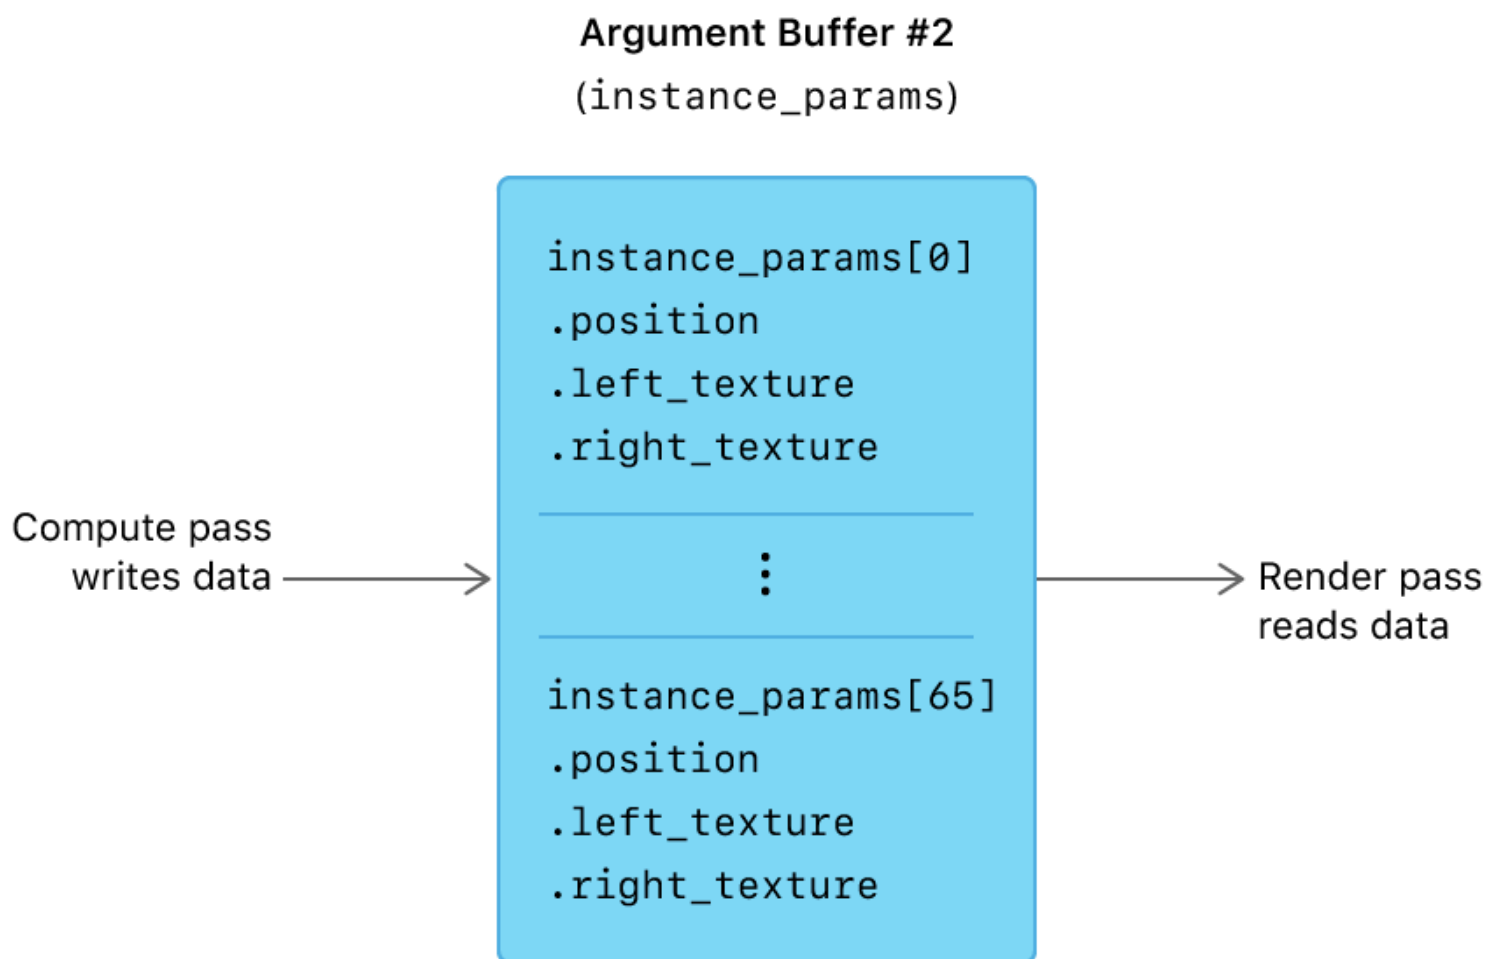 Argument Buffer #2
(instance_params)
instance_params[0]
.position
.left_texture
.right_texture
Compute pass
writes data
⋮
Render pass
reads data
instance_params[65]
.position
.left_texture
.right_texture